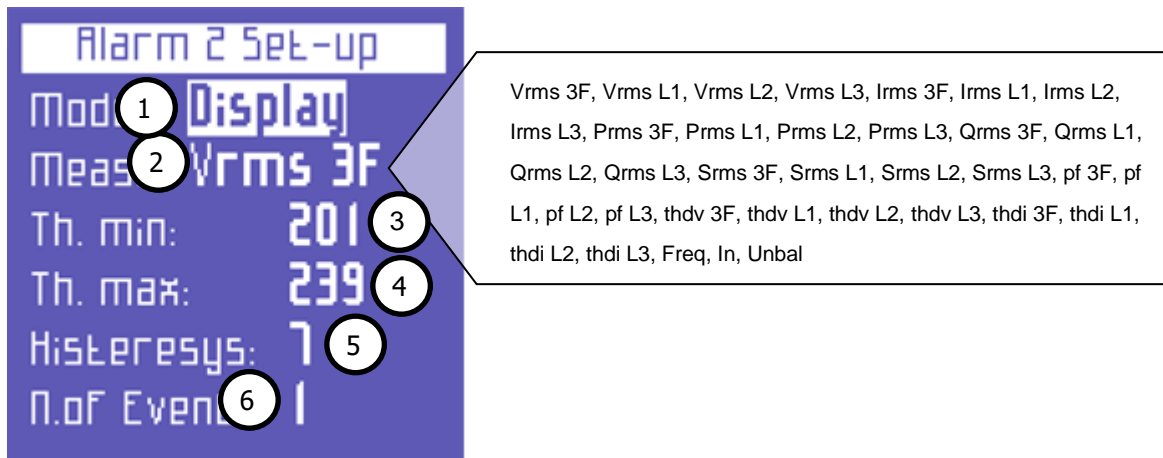 Alarm 2 Set-up
Mod 1 Display
Meas 2 Vrms 3F
Th. min: 201 3
Th. max: 239 4
Histeresys: 7 5
N.of Even 6 1
Vrms 3F, Vrms L1, Vrms L2, Vrms L3, Irms 3F, Irms L1, Irms L2,
Irms L3, Prms 3F, Prms L1, Prms L2, Prms L3, Qrms 3F, Qrms L1,
Qrms L2, Qrms L3, Srms 3F, Srms L1, Srms L2, Srms L3, pf 3F, pf
L1, pf L2, pf L3, thdv 3F, thdv L1, thdv L2, thdv L3, thdi 3F, thdi L1,
thdi L2, thdi L3, Freq, In, Unbal